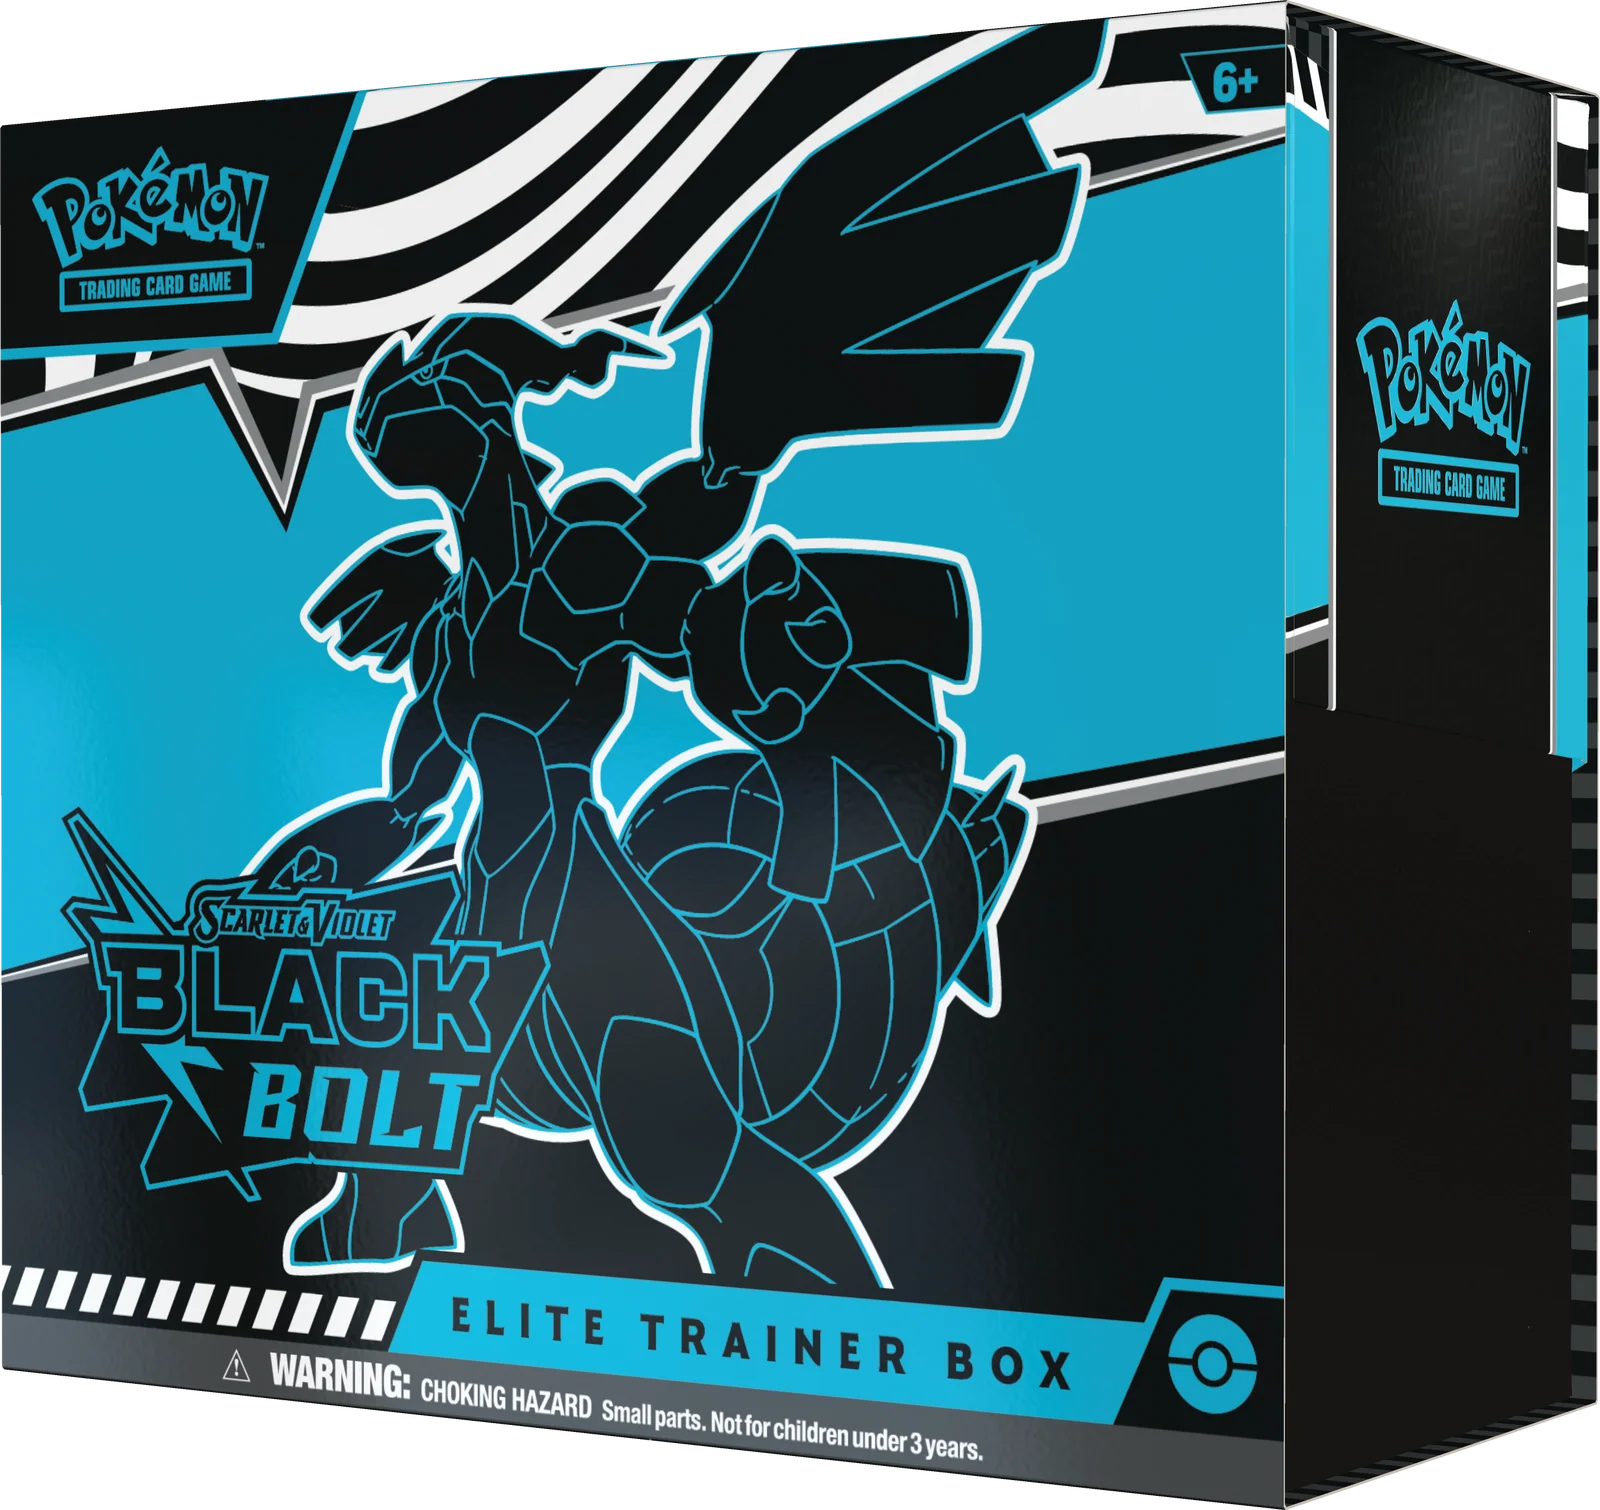 POKéMON
TRADING CARD GAME
6+
POKéMON
TRADING CARD GAME
SCARLET & VIOLET
BLACK
BOLT
ELITE TRAINER BOX
WARNING: CHOKING HAZARD Small parts. Not for children under 3 years.